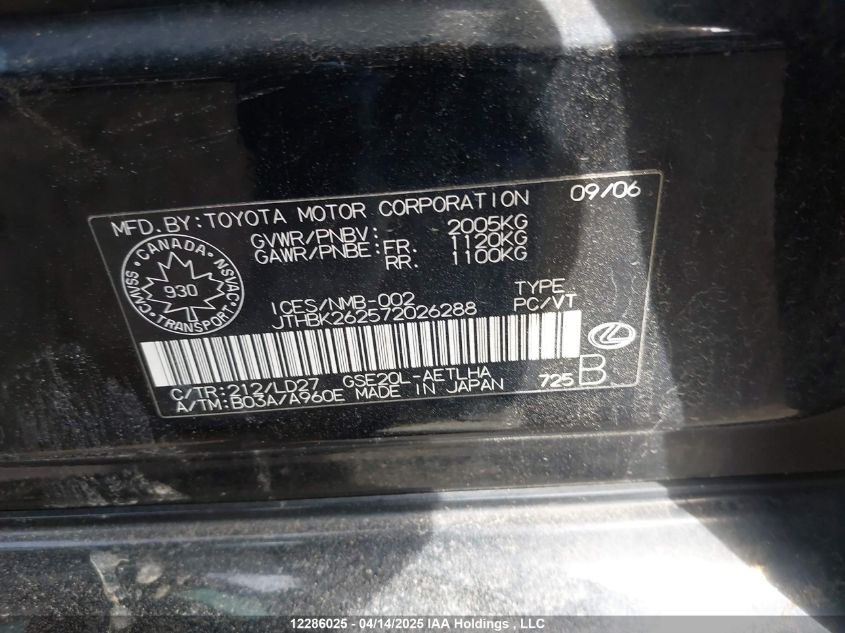 MFD.BY:TOYOTA MOTOR CORPORATION 09/06
GVWR/PNBV: 2005KG
GAWR/PNBE:FR. 1120KG
RR. 1100KG
CANADA
CMVSS NSVAC
930
TRANSPORT
ICES/NMB-002 TYPE
JTHBK262572026288 PC/VT
C/TR:212/LD27 GSE20L-AETLHA
A/TM:B03A/A960E MADE IN JAPAN 725 B
12286025 - 04/14/2025 IAA Holdings , LLC